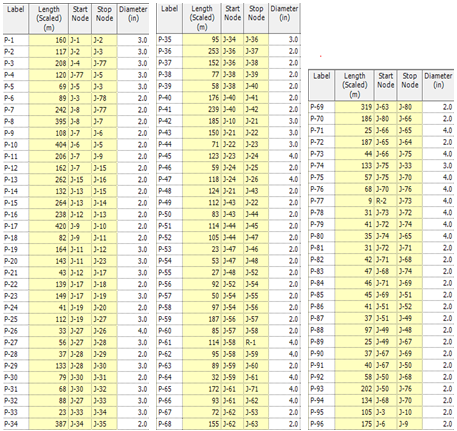 Label Length (Scaled) (m) Start Node Stop Node Diameter (in)
P-1 160 J-1 J-2 3.0
P-2 117 J-2 J-3 3.0
P-3 208 J-4 J-77 3.0
P-4 120 J-77 J-5 3.0
P-5 69 J-5 J-3 3.0
P-6 89 J-3 J-78 2.0
P-7 242 J-8 J-77 2.0
P-8 395 J-8 J-7 2.0
P-9 108 J-7 J-6 2.0
P-10 404 J-6 J-5 2.0
P-11 206 J-7 J-9 2.0
P-12 162 J-7 J-15 2.0
P-13 262 J-15 J-16 2.0
P-14 132 J-13 J-15 2.0
P-15 264 J-13 J-14 2.0
P-16 238 J-12 J-13 2.0
P-17 420 J-9 J-10 2.0
P-18 82 J-9 J-11 2.0
P-19 164 J-11 J-12 3.0
P-20 143 J-11 J-23 3.0
P-21 43 J-12 J-17 3.0
P-22 139 J-17 J-18 2.0
P-23 149 J-17 J-19 3.0
P-24 41 J-19 J-20 2.0
P-25 112 J-19 J-27 3.0
P-26 33 J-27 J-26 4.0
P-27 56 J-27 J-28 3.0
P-28 37 J-28 J-29 2.0
P-29 133 J-28 J-30 3.0
P-30 79 J-30 J-31 2.0
P-31 68 J-30 J-32 3.0
P-32 88 J-27 J-33 3.0
P-33 23 J-33 J-34 3.0
P-34 387 J-34 J-35 2.0
Label Length (Scaled) (m) Start Node Stop Node Diameter (in)
P-35 95 J-34 J-36 3.0
P-36 253 J-36 J-37 2.0
P-37 152 J-36 J-38 2.0
P-38 77 J-38 J-39 2.0
P-39 58 J-38 J-40 2.0
P-40 176 J-40 J-41 2.0
P-41 239 J-40 J-42 2.0
P-42 185 J-10 J-21 3.0
P-43 150 J-21 J-22 3.0
P-44 71 J-22 J-23 3.0
P-45 123 J-23 J-24 4.0
P-46 59 J-24 J-25 2.0
P-47 118 J-24 J-26 4.0
P-48 124 J-21 J-43 2.0
P-49 112 J-43 J-22 2.0
P-50 83 J-43 J-44 2.0
P-51 114 J-44 J-45 2.0
P-52 105 J-44 J-47 2.0
P-53 23 J-47 J-46 2.0
P-54 53 J-47 J-48 2.0
P-55 27 J-48 J-52 2.0
P-56 92 J-52 J-54 2.0
P-57 50 J-54 J-55 2.0
P-58 97 J-54 J-56 2.0
P-59 187 J-56 J-57 2.0
P-60 85 J-57 J-58 2.0
P-61 114 J-58 R-1 4.0
P-62 95 J-58 J-59 4.0
P-63 89 J-59 J-60 2.0
P-64 32 J-59 J-61 4.0
P-65 172 J-61 J-71 4.0
P-66 93 J-61 J-62 4.0
P-67 72 J-62 J-53 2.0
P-68 155 J-62 J-63 2.0
Label Length (Scaled) (m) Start Node Stop Node Diameter (in)
P-69 319 J-63 J-80 2.0
P-70 186 J-80 J-66 2.0
P-71 25 J-66 J-65 4.0
P-72 187 J-65 J-64 2.0
P-73 44 J-66 J-75 4.0
P-74 133 J-75 J-33 2.0
P-75 57 J-75 J-70 4.0
P-76 68 J-70 J-76 2.0
P-77 9 R-2 J-73 4.0
P-78 31 J-73 J-72 4.0
P-79 41 J-72 J-74 4.0
P-80 35 J-74 J-65 4.0
P-81 31 J-72 J-71 2.0
P-82 42 J-71 J-68 2.0
P-83 47 J-68 J-74 2.0
P-84 46 J-71 J-69 2.0
P-85 45 J-69 J-51 2.0
P-86 41 J-51 J-52 2.0
P-87 37 J-51 J-49 2.0
P-88 97 J-49 J-48 2.0
P-89 25 J-49 J-67 2.0
P-90 37 J-67 J-69 2.0
P-91 40 J-67 J-50 2.0
P-92 58 J-50 J-68 2.0
P-93 202 J-50 J-76 2.0
P-94 134 J-68 J-70 2.0
P-95 105 J-3 J-10 3.0
P-96 175 J-6 J-9 2.0